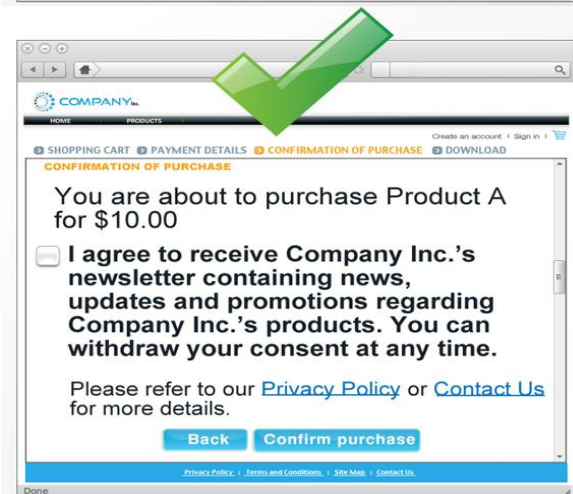 COMPANY Inc.
HOME PRODUCTS
Create an account | Sign in |
SHOPPING CART PAYMENT DETAILS CONFIRMATION OF PURCHASE DOWNLOAD
CONFIRMATION OF PURCHASE
You are about to purchase Product A
for $10.00
I agree to receive Company Inc.’s
newsletter containing news,
updates and promotions regarding
Company Inc.’s products. You can
withdraw your consent at any time.
Please refer to our Privacy Policy or Contact Us
for more details.
Back Confirm purchase
Privacy Policy | Terms and Conditions | Site Map | Contact Us
Done